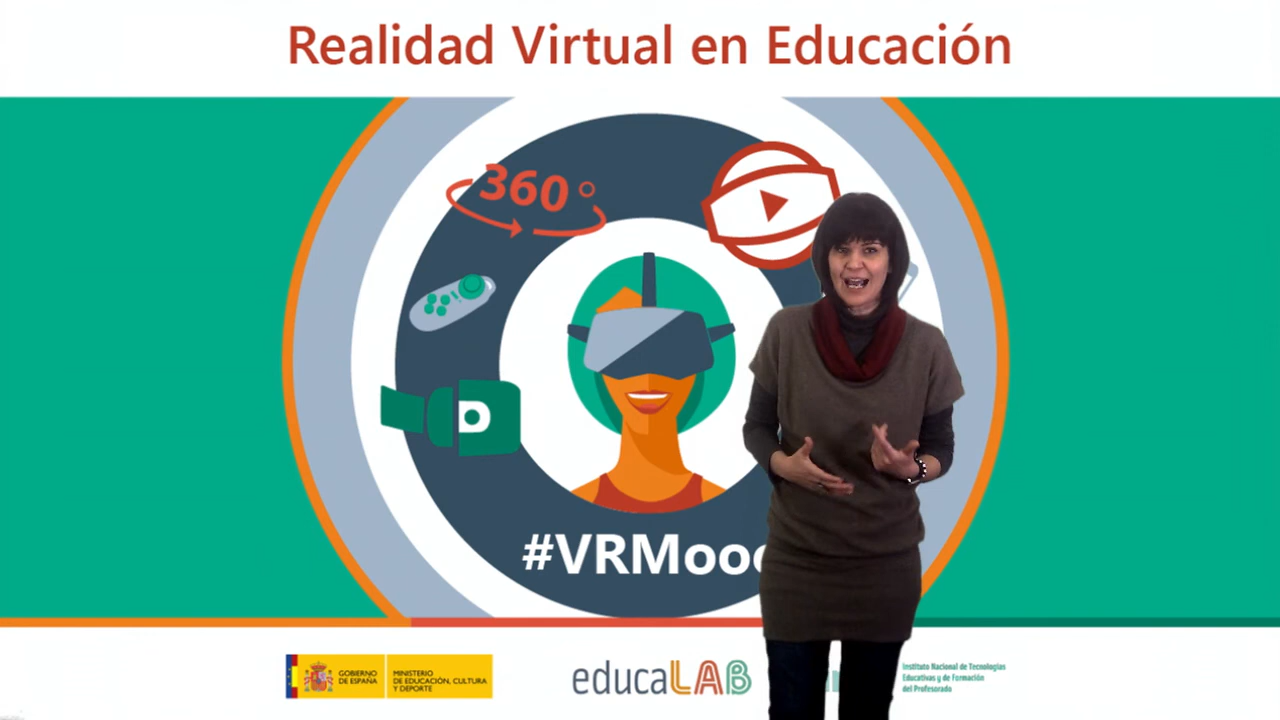 Realidad Virtual en Educación
360°
#VRMooc
GOBIERNO
DE ESPAÑA
MINISTERIO
DE EDUCACIÓN, CULTURA
Y DEPORTE
educaLAB
Instituto Nacional de Tecnologías
Educativas y de Formación
del Profesorado